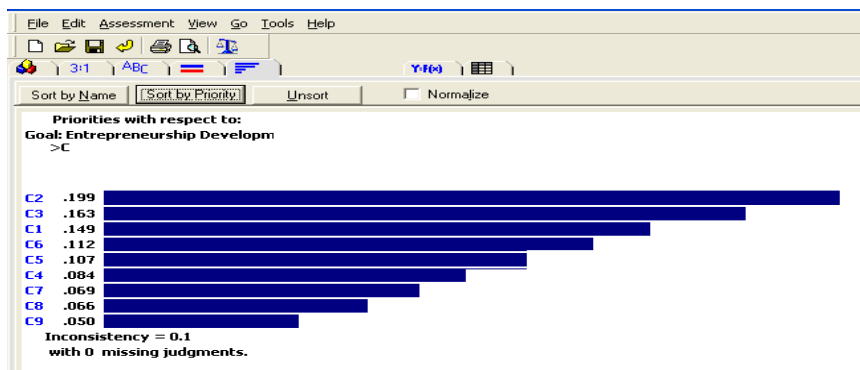 File Edit Assessment View Go Tools Help
3:1 ABC Y=F(x)
Sort by Name Sort by Priority Unsort Normalize
Priorities with respect to:
Goal: Entrepreneurship Developm
>C
C2 .199
C3 .163
C1 .149
C6 .112
C5 .107
C4 .084
C7 .069
C8 .066
C9 .050
Inconsistency = 0.1
with 0 missing judgments.